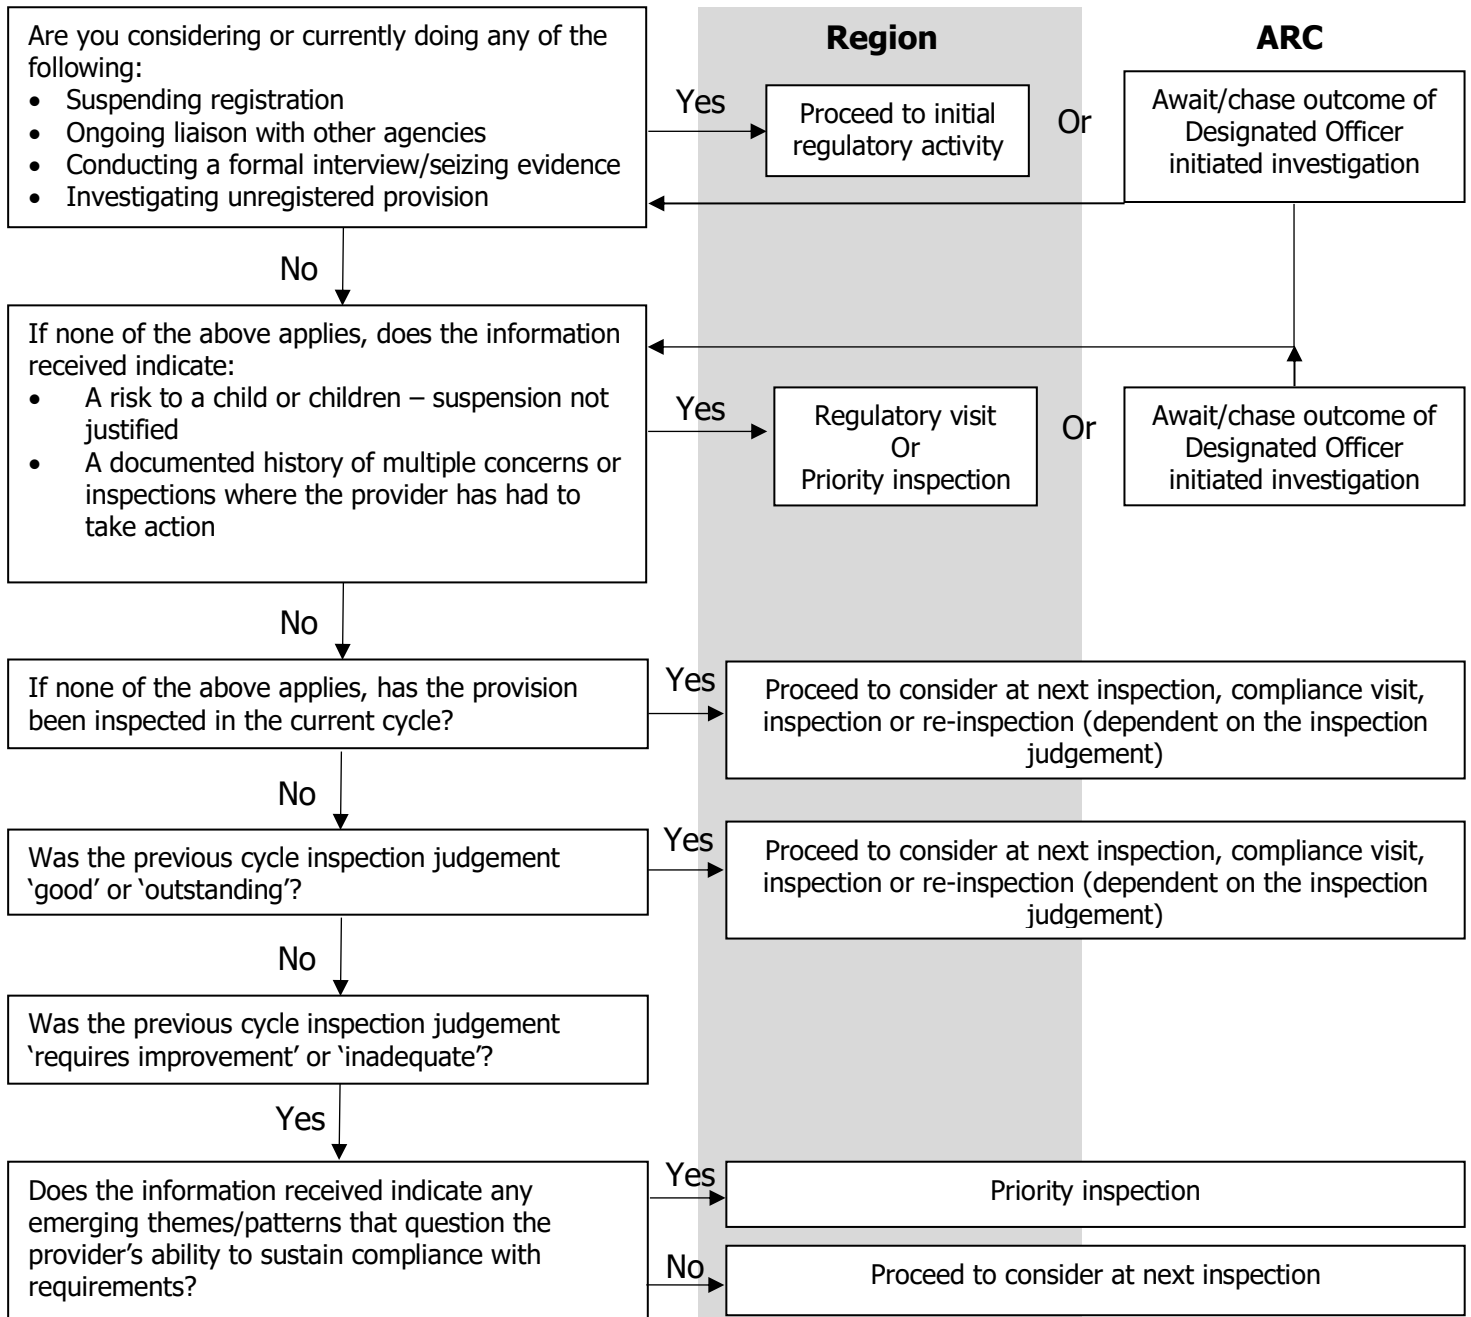 Region
ARC
Are you considering or currently doing any of the
following:
• Suspending registration
• Ongoing liaison with other agencies
• Conducting a formal interview/seizing evidence
• Investigating unregistered provision
Yes
Proceed to initial
regulatory activity
Or
Await/chase outcome of
Designated Officer
initiated investigation
No
If none of the above applies, does the information
received indicate:
• A risk to a child or children – suspension not
justified
• A documented history of multiple concerns or
inspections where the provider has had to
take action
Yes
Regulatory visit
Or
Priority inspection
Or
Await/chase outcome of
Designated Officer
initiated investigation
No
If none of the above applies, has the provision
been inspected in the current cycle?
Yes
Proceed to consider at next inspection, compliance visit,
inspection or re-inspection (dependent on the inspection
judgement)
No
Was the previous cycle inspection judgement
‘good’ or ‘outstanding’?
Yes
Proceed to consider at next inspection, compliance visit,
inspection or re-inspection (dependent on the inspection
judgement)
No
Was the previous cycle inspection judgement
‘requires improvement’ or ‘inadequate’?
Yes
Does the information received indicate any
emerging themes/patterns that question the
provider’s ability to sustain compliance with
requirements?
Yes
Priority inspection
No
Proceed to consider at next inspection